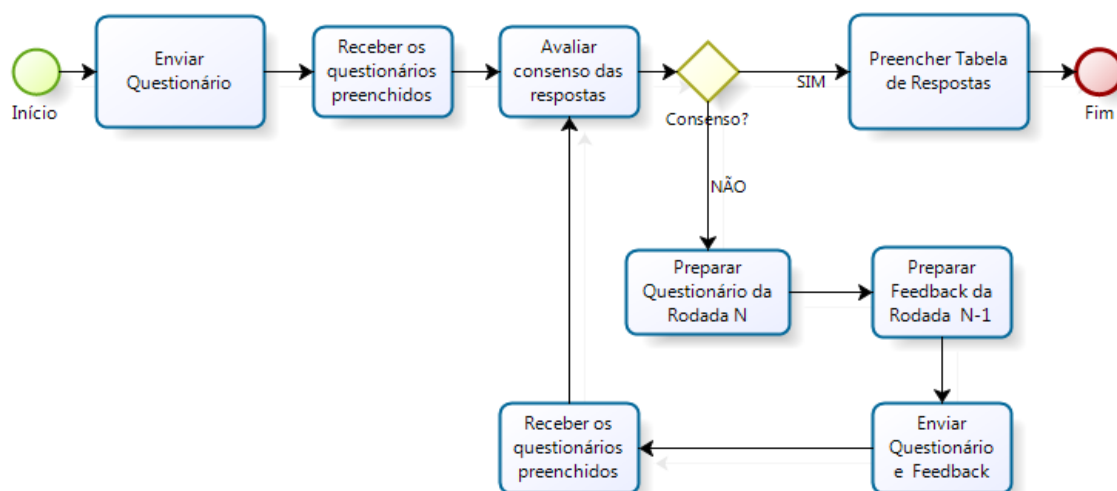 Início
Enviar
Questionário
Receber os
questionários
preenchidos
Avaliar
consenso das
respostas
Consenso?
SIM
Preencher Tabela
de Respostas
Fim
NÃO
Preparar
Questionário da
Rodada N
Preparar
Feedback da
Rodada N-1
Enviar
Questionário
e Feedback
Receber os
questionários
preenchidos